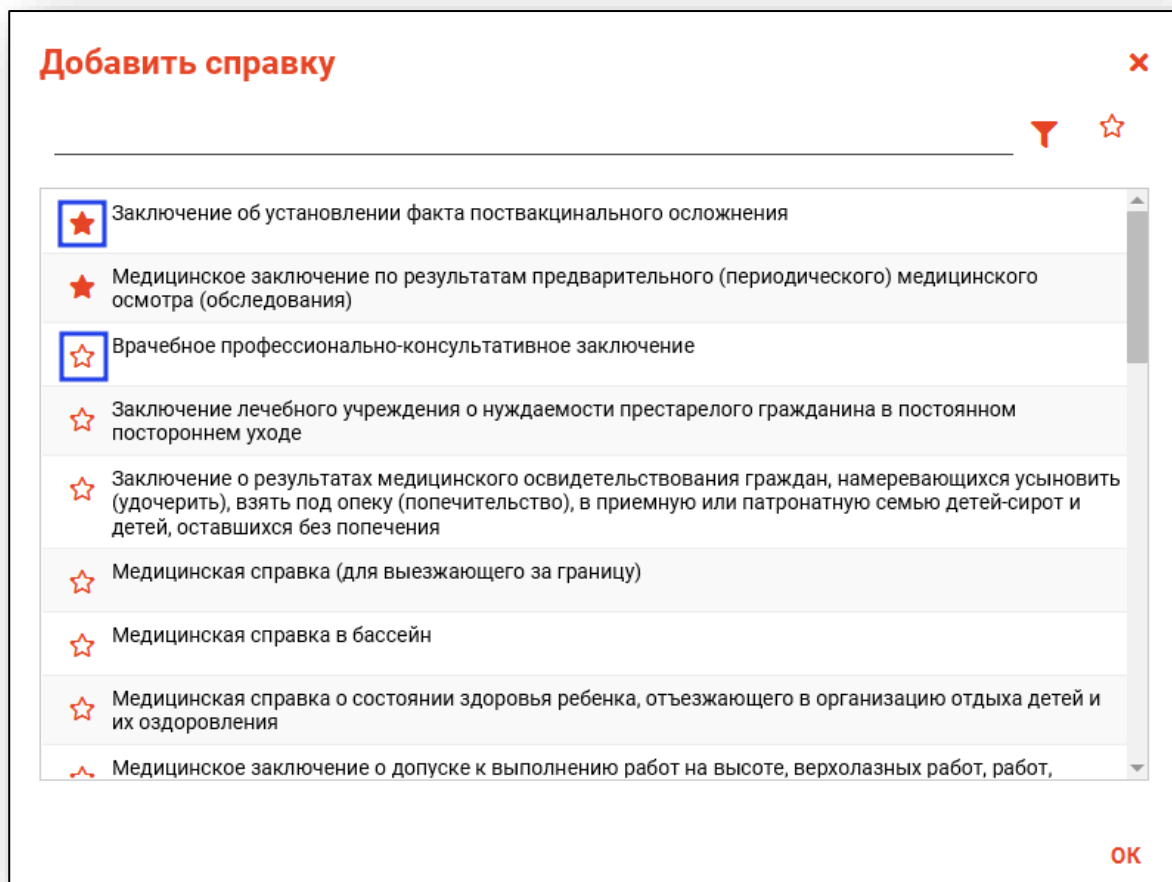 Добавить справку
Заключение об установлении факта поствакцинального осложнения
Медицинское заключение по результатам предварительного (периодического) медицинского
осмотра (обследования)
Врачебное профессионально-консультативное заключение
Заключение лечебного учреждения о нуждаемости престарелого гражданина в постоянном
постороннем уходе
Заключение о результатах медицинского освидетельствования граждан, намеревающихся усыновить
(удочерить), взять под опеку (попечительство), в приемную или патронатную семью детей-сирот и
детей, оставшихся без попечения
Медицинская справка (для выезжающего за границу)
Медицинская справка в бассейн
Медицинская справка о состоянии здоровья ребенка, отъезжающего в организацию отдыха детей и
их оздоровления
Медицинское заключение о допуске к выполнению работ на высоте, верхолазных работ, работ,
ОК